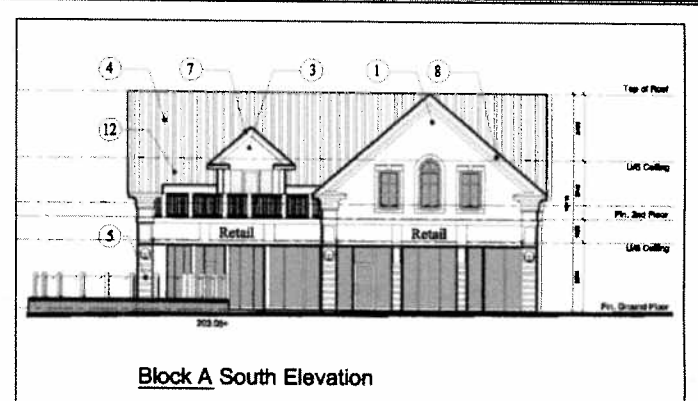 4 7 3 1 8
Top of Roof
12
U/S Ceiling
Fin. 2nd Floor
5 Retail Retail
U/S Ceiling
Fin. Ground Floor
Block A South Elevation